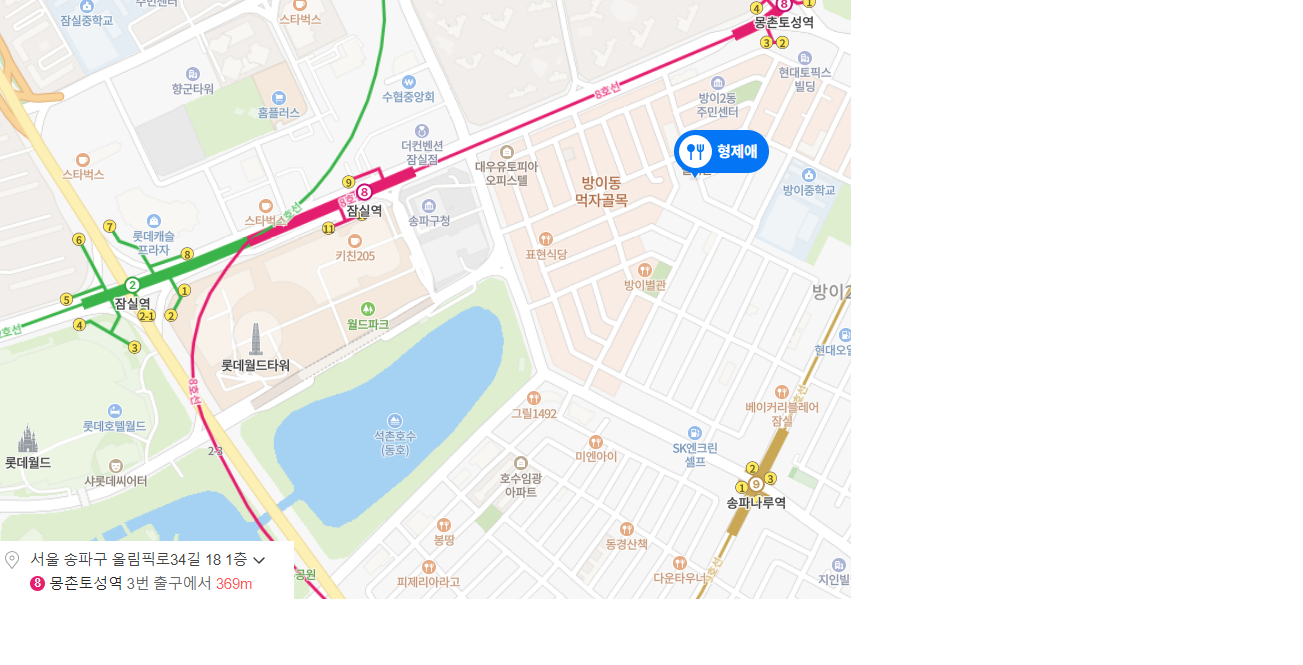 잠실중학교
주민센터
스타벅스
4
8
1
몽촌토성역
3
2
향군타워
홈플러스
₩
수협중앙회
8호선
방이2동
주민센터
현대토픽스
빌딩
더컨벤션
잠실점
대우유토피아
오피스텔
형제애
스타벅스
9
8
잠실역
방이동
먹자골목
방이중학교
스타벅스
11
송파구청
롯데캐슬
프라자
7
6
8
키친205
표현식당
방이별관
2
잠실역
5
1
2-1
2
4
3
월드파크
롯데월드타워
8호선
현대오일
롯데호텔월드
석촌호수
(동호)
그릴1492
베이커리블레어
잠실
2-3
롯데월드
샤롯데씨어터
미엔아이
SK엔크린
셀프
호수임광
아파트
2
3
1
9
송파나루역
봉땅
동경산책
피제리아라고
다운타우너
지인빌
9호선
공원
서울 송파구 올림픽로34길 18 1층
8 몽촌토성역 3번 출구에서 369m